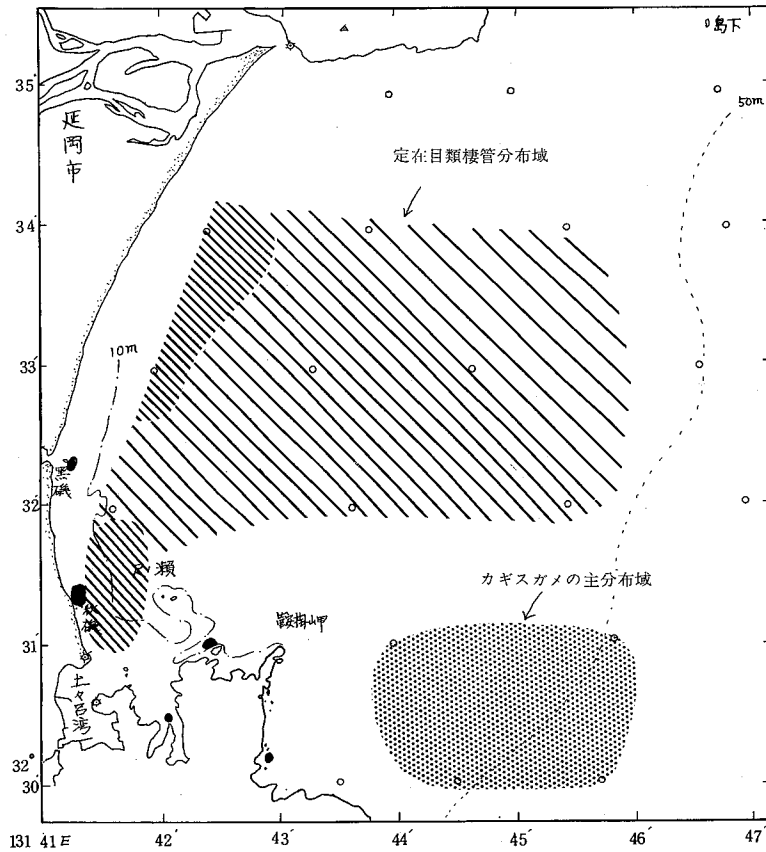 島下
35′
50m
延岡市
定在目類棲管分布域
34′
33′
10m
黒磯
32′
瀬
カギスガメの主分布域
鞍掛岬
31′
土々呂湾
32°
30′
131 41′E
42′
43′
44′
45′
46′
47′